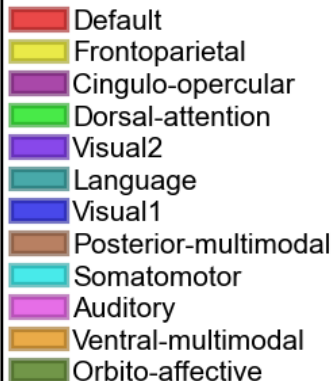 Default
Frontoparietal
Cingulo-opercular
Dorsal-attention
Visual2
Language
Visual1
Posterior-multimodal
Somatomotor
Auditory
Ventral-multimodal
Orbito-affective